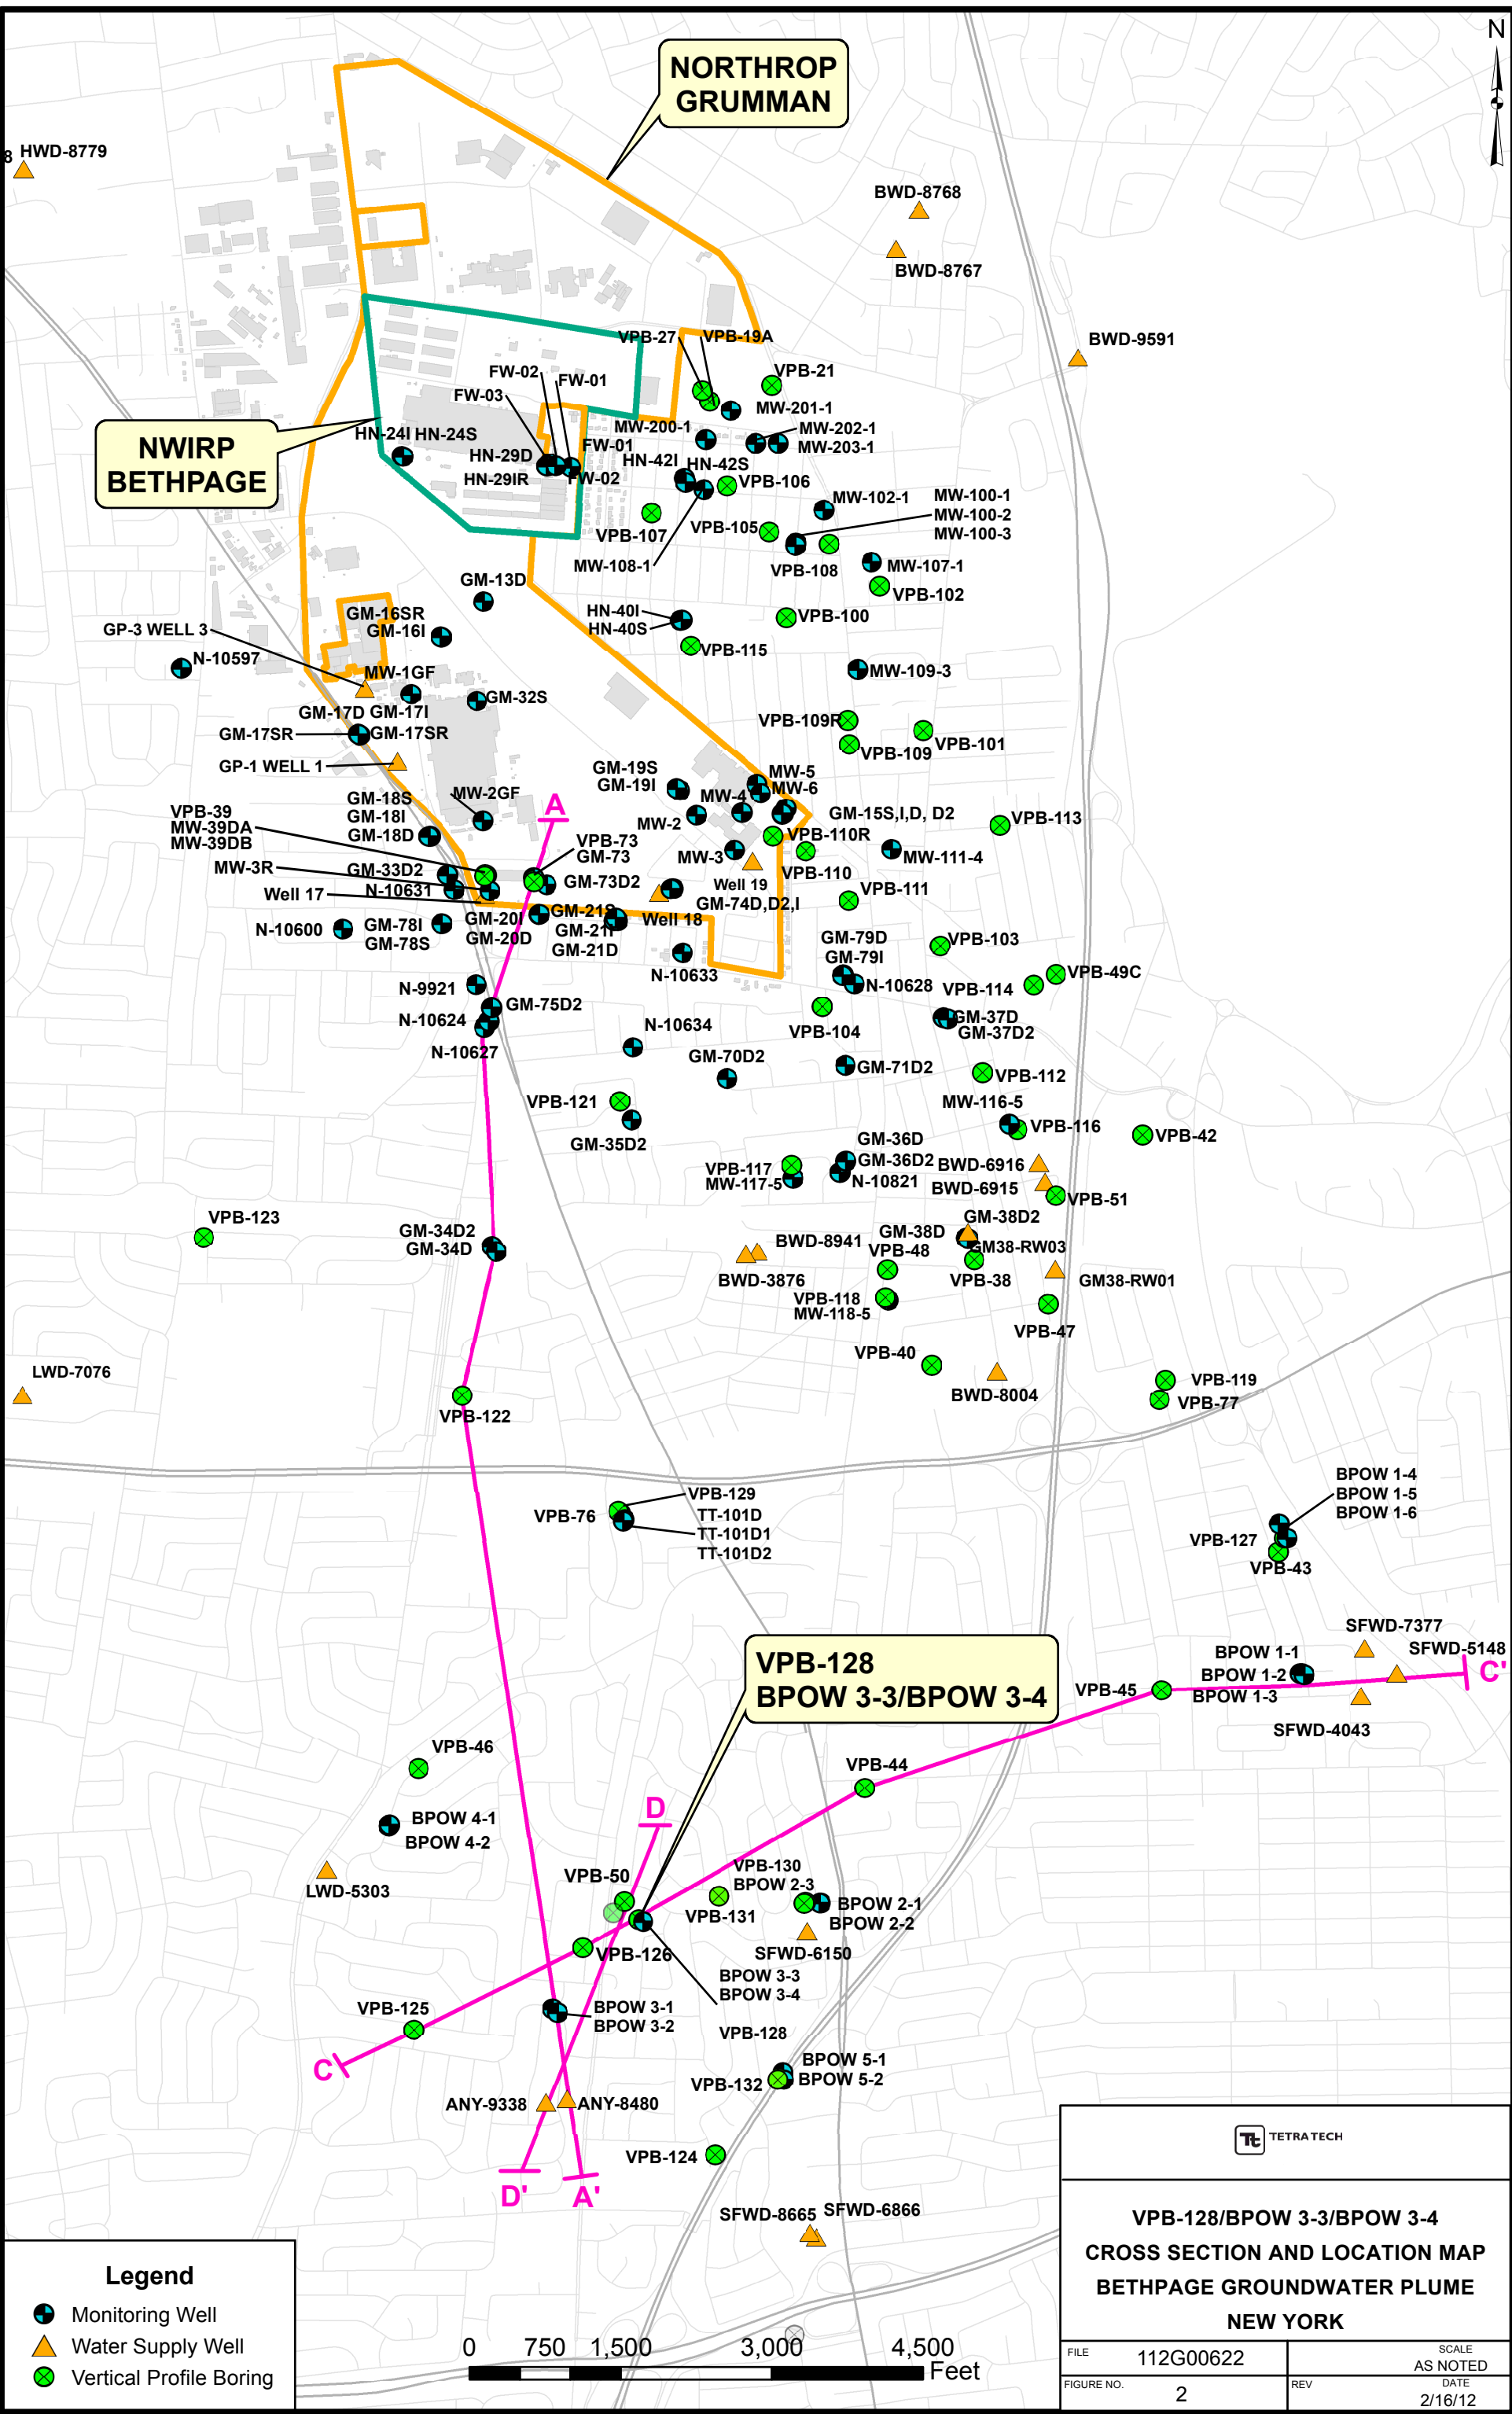 N
NORTHROP
GRUMMAN
8 HWD-8779
BWD-8768
BWD-8767
BWD-9591
VPB-27
VPB-19A
VPB-21
FW-02
FW-01
FW-03
MW-201-1
MW-200-1
MW-202-1
MW-203-1
NWIRP
BETHPAGE
HN-24I HN-24S
HN-29D
HN-29IR
FW-01
FW-02
HN-42I
HN-42S
VPB-106
MW-102-1
MW-100-1
MW-100-2
MW-100-3
VPB-107
VPB-105
MW-108-1
VPB-108
MW-107-1
VPB-102
GM-13D
GM-16SR
GM-16I
HN-40I
HN-40S
VPB-100
GP-3 WELL 3
N-10597
VPB-115
MW-109-3
MW-1GF
GM-32S
GM-17D GM-17I
GM-17SR
GM-17SR
VPB-109R
VPB-101
VPB-109
GP-1 WELL 1
GM-19S
GM-19I
MW-5
MW-6
MW-4
GM-18S
GM-18I
GM-18D
MW-2GF
A
VPB-39
MW-39DA
MW-39DB
MW-2
GM-15S,I,D, D2
VPB-113
VPB-73
GM-73
VPB-110R
MW-3
VPB-110
MW-111-4
MW-3R
GM-33D2
GM-73D2
N-10631
Well 17
Well 19
GM-74D,D2,I
VPB-111
N-10600
GM-78I
GM-78S
GM-20I
GM-20D
GM-21S
GM-21I
GM-21D
Well 18
N-10633
GM-79D
GM-79I
N-10628
VPB-103
VPB-49C
VPB-114
N-9921
GM-75D2
N-10624
N-10627
VPB-104
GM-37D
GM-37D2
N-10634
GM-70D2
GM-71D2
VPB-112
VPB-121
GM-35D2
MW-116-5
VPB-116
VPB-42
GM-36D
GM-36D2
N-10821
VPB-117
MW-117-5
BWD-6916
BWD-6915
VPB-51
VPB-123
GM-34D2
GM-34D
GM-38D2
GM-38D
GM38-RW03
BWD-8941
BWD-3876
VPB-48
VPB-38
GM38-RW01
VPB-118
MW-118-5
VPB-47
VPB-40
BWD-8004
LWD-7076
VPB-122
VPB-119
VPB-77
BPOW 1-4
BPOW 1-5
BPOW 1-6
VPB-129
VPB-76
TT-101D
TT-101D1
TT-101D2
VPB-127
VPB-43
VPB-128
BPOW 3-3/BPOW 3-4
SFWD-7377
BPOW 1-1
SFWD-5148
BPOW 1-2
C'
VPB-45
BPOW 1-3
SFWD-4043
VPB-46
VPB-44
BPOW 4-1
BPOW 4-2
D
LWD-5303
VPB-50
VPB-130
BPOW 2-3
VPB-131
BPOW 2-1
BPOW 2-2
VPB-126
SFWD-6150
BPOW 3-3
BPOW 3-4
VPB-125
BPOW 3-1
BPOW 3-2
VPB-128
C
BPOW 5-1
VPB-132
BPOW 5-2
ANY-9338
ANY-8480
VPB-124
D'
A'
SFWD-8665
SFWD-6866
Legend
Monitoring Well
Water Supply Well
Vertical Profile Boring
0 750 1,500 3,000 4,500
Feet
Tt TETRA TECH
VPB-128/BPOW 3-3/BPOW 3-4
CROSS SECTION AND LOCATION MAP
BETHPAGE GROUNDWATER PLUME
NEW YORK
FILE 112G00622
SCALE
AS NOTED
FIGURE NO. 2
REV
DATE
2/16/12